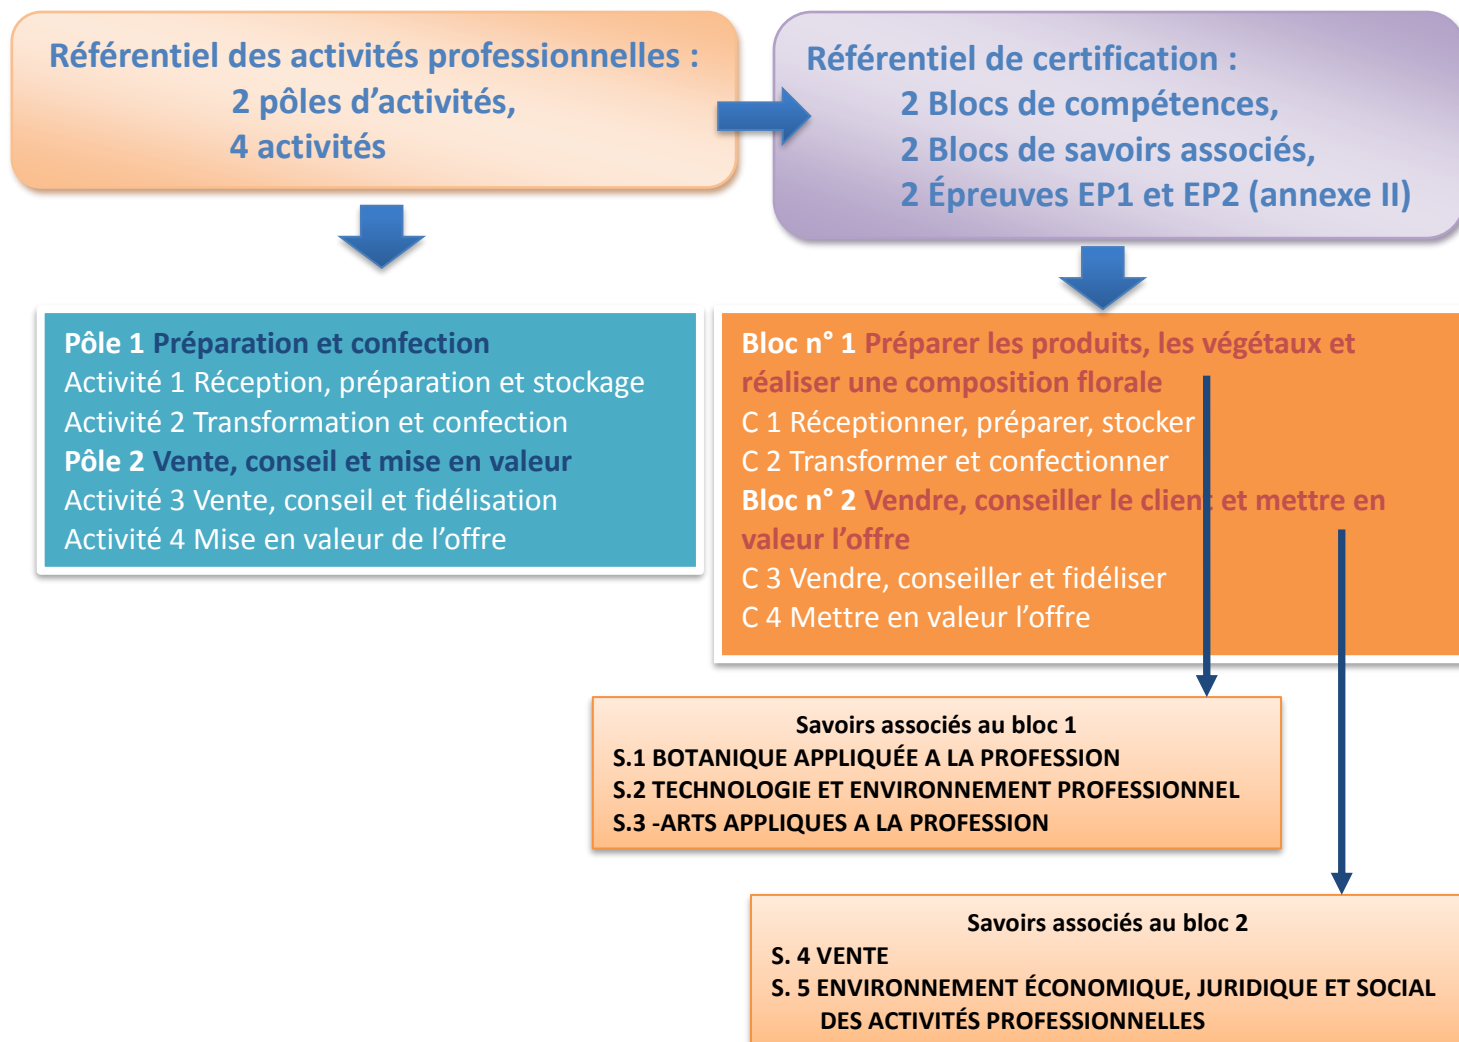 Référentiel des activités professionnelles :
2 pôles d’activités,
4 activités
Référentiel de certification :
2 Blocs de compétences,
2 Blocs de savoirs associés,
2 Épreuves EP1 et EP2 (annexe II)
Pôle 1 Préparation et confection
Activité 1 Réception, préparation et stockage
Activité 2 Transformation et confection
Pôle 2 Vente, conseil et mise en valeur
Activité 3 Vente, conseil et fidélisation
Activité 4 Mise en valeur de l’offre
Bloc n° 1 Préparer les produits, les végétaux et
réaliser une composition florale
C 1 Réceptionner, préparer, stocker
C 2 Transformer et confectionner
Bloc n° 2 Vendre, conseiller le client et mettre en
valeur l’offre
C 3 Vendre, conseiller et fidéliser
C 4 Mettre en valeur l’offre
Savoirs associés au bloc 1
S.1 BOTANIQUE APPLIQUÉE A LA PROFESSION
S.2 TECHNOLOGIE ET ENVIRONNEMENT PROFESSIONNEL
S.3 -ARTS APPLIQUES A LA PROFESSION
Savoirs associés au bloc 2
S. 4 VENTE
S. 5 ENVIRONNEMENT ÉCONOMIQUE, JURIDIQUE ET SOCIAL
DES ACTIVITÉS PROFESSIONNELLES